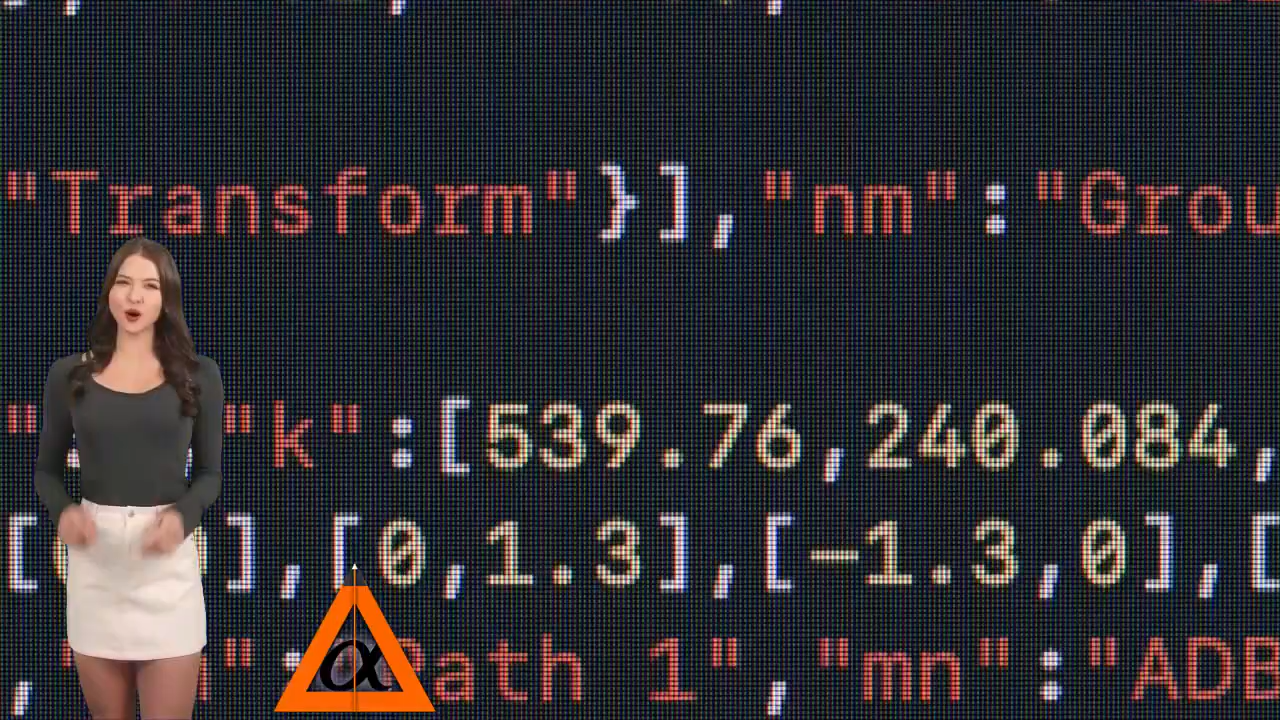 "Transform"}],"nm":"Grou
"k":[539.76,240.084,
],[0,1.3],[-1.3,0],[
Path 1","mn":"ADB
α